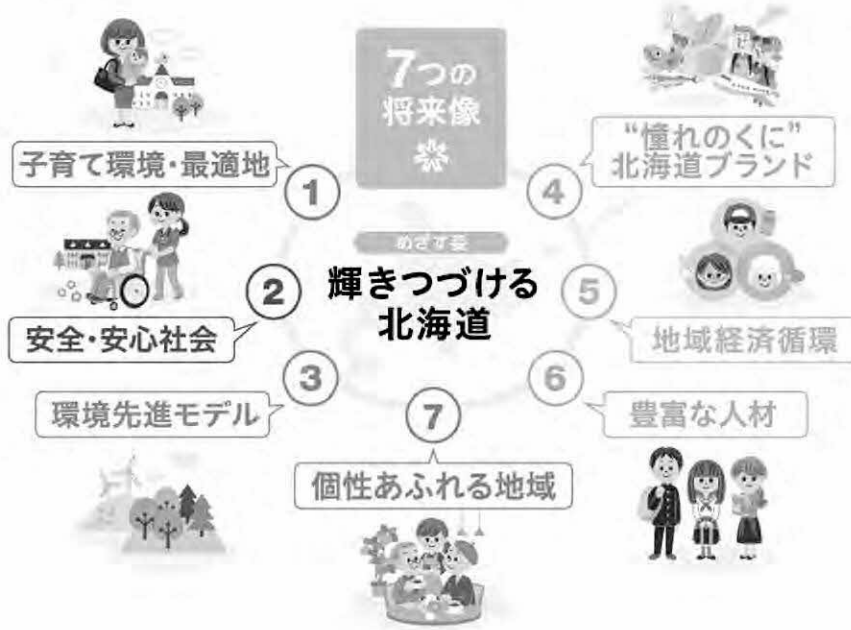 7つの
将来像
めざす姿
輝きつづける
北海道
1
子育て環境・最適地
2
安全・安心社会
3
環境先進モデル
4
“憧れのくに”
北海道ブランド
5
地域経済循環
6
豊富な人材
7
個性あふれる地域